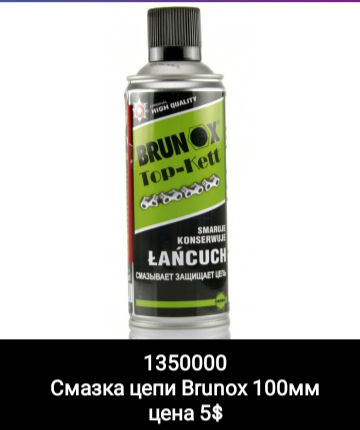 HIGH QUALITY
BRUNOX
Top-Kett
SMARUJE
KONSERWUJE
ŁAŃCUCH
СМАЗЫВАЕТ ЗАЩИЩАЕТ ЦЕПЬ
1350000
Смазка цепи Brunox 100мм
цена 5$